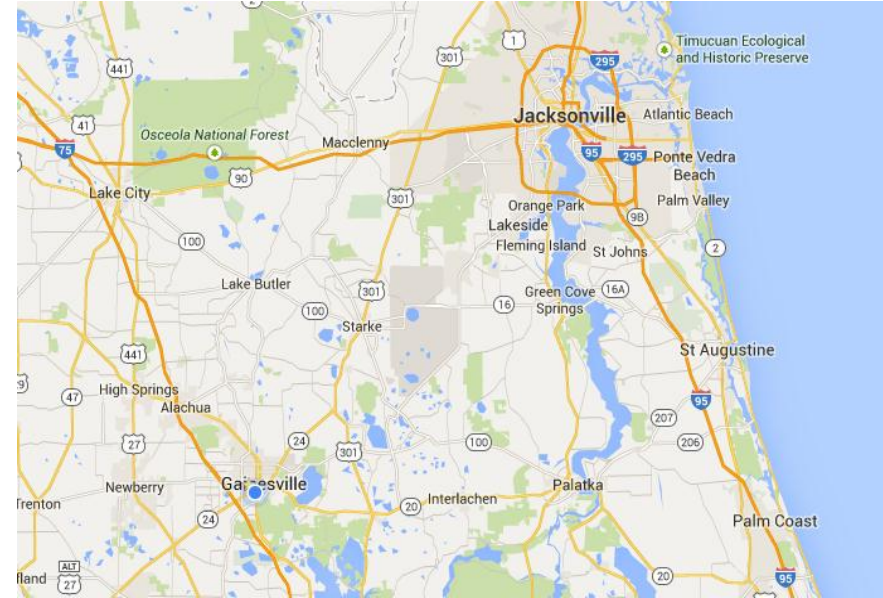 2
1
441
301
295
Timucuan Ecological
and Historic Preserve
41
Jacksonville
Atlantic Beach
Osceola National Forest
Macclenny
75
95
295
Ponte Vedra
Beach
90
Lake City
301
Orange Park
Palm Valley
9B
Lakeside
100
Fleming Island
St Johns
2
Lake Butler
301
Green Cove
Springs
16A
100
16
Starke
441
St Augustine
High Springs
47
Alachua
95
207
27
24
301
100
206
Newberry
Gainesville
Interlachen
Palatka
Trenton
24
20
Palm Coast
ALT
27
20
95